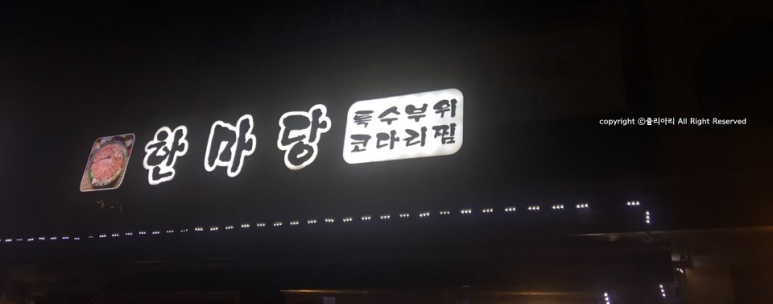 한마당
특수부위
코다리찜
copyright ⓒ줄리아리 All Right Reserved